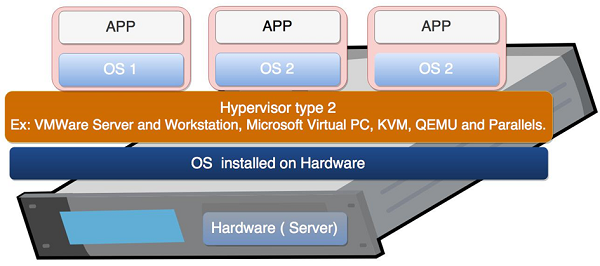 APP APP APP
OS 1 OS 2 OS 2
Hypervisor type 2
Ex: VMWare Server and Workstation, Microsoft Virtual PC, KVM, QEMU and Parallels.
OS installed on Hardware
Hardware ( Server)